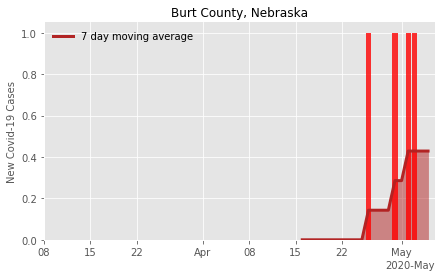 Burt County, Nebraska
7 day moving average
New Covid-19 Cases
1.0
0.8
0.6
0.4
0.2
0.0
08 15 22 Apr 08 15 22 May
2020-May